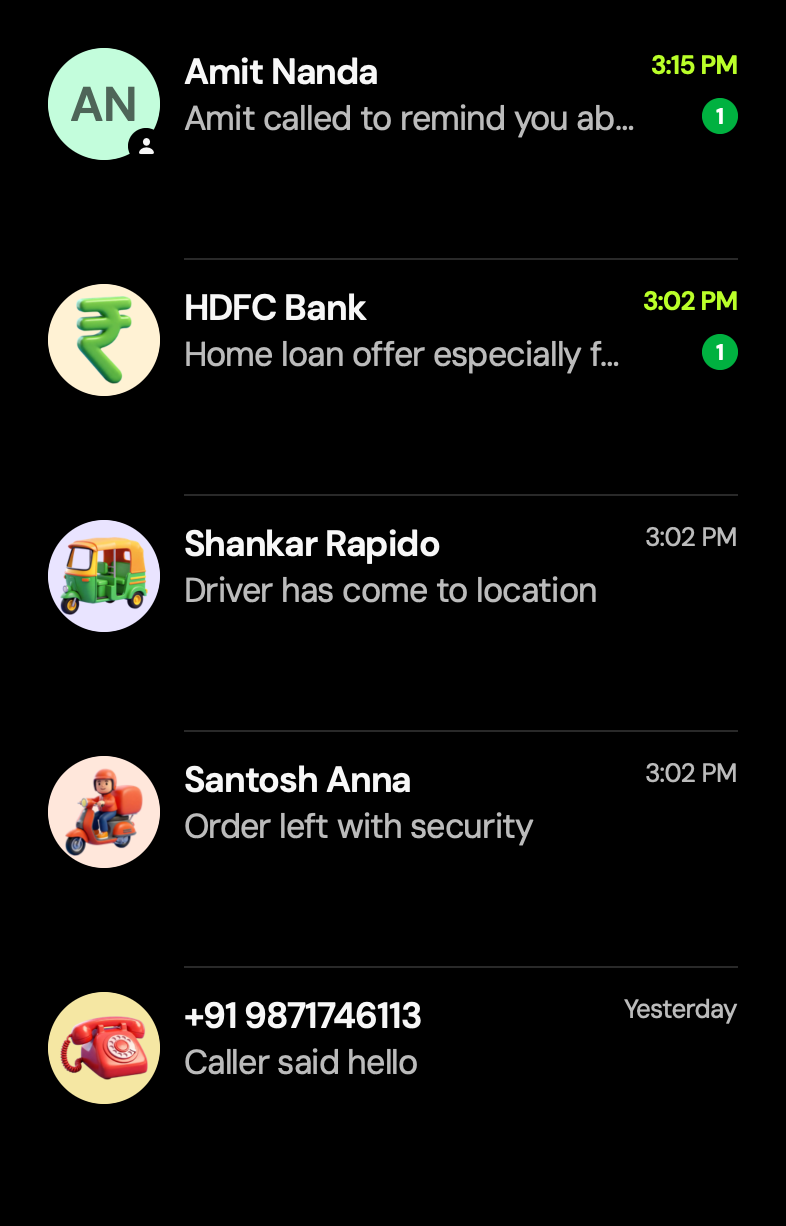 AN
Amit Nanda
3:15 PM
Amit called to remind you ab...
1
₹
HDFC Bank
3:02 PM
Home loan offer especially f...
1
Shankar Rapido
3:02 PM
Driver has come to location
Santosh Anna
3:02 PM
Order left with security
+91 9871746113
Yesterday
Caller said hello